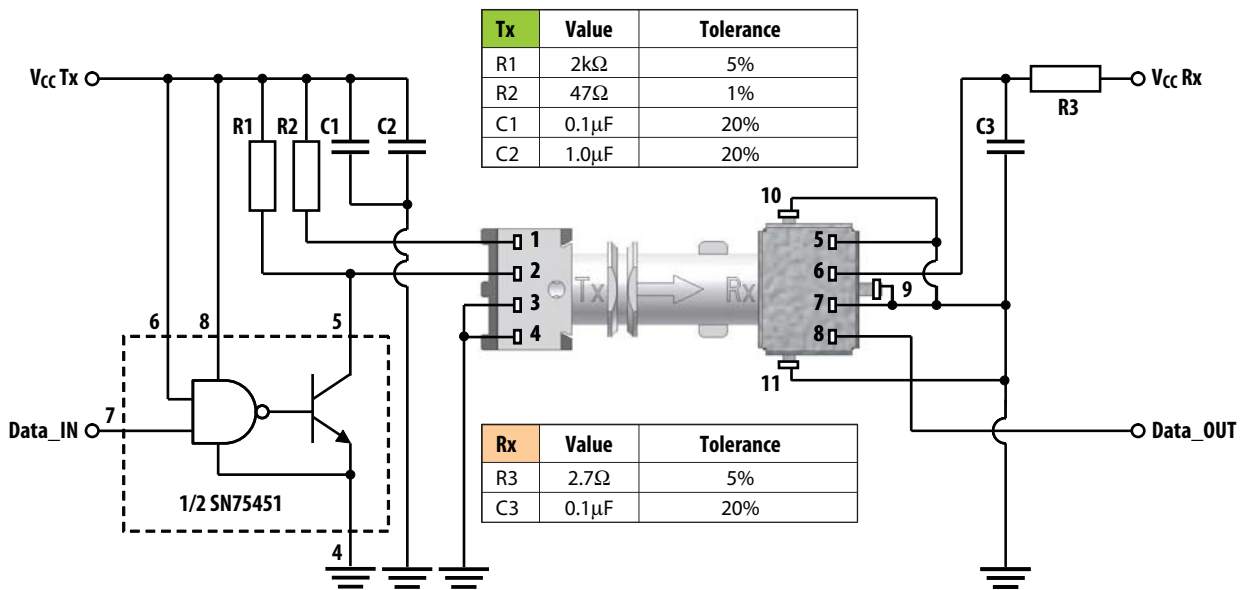 Tx Value Tolerance
R1 2kΩ 5%
R2 47Ω 1%
C1 0.1μF 20%
C2 1.0μF 20%
VCC Tx
VCC Rx
R1 R2 C1 C2
R3
C3
10
1
2
3
4
Tx
Rx
5
6
7
8
9
11
6 8 5
7
Data_IN
1/2 SN75451
4
Data_OUT
Rx Value Tolerance
R3 2.7Ω 5%
C3 0.1μF 20%